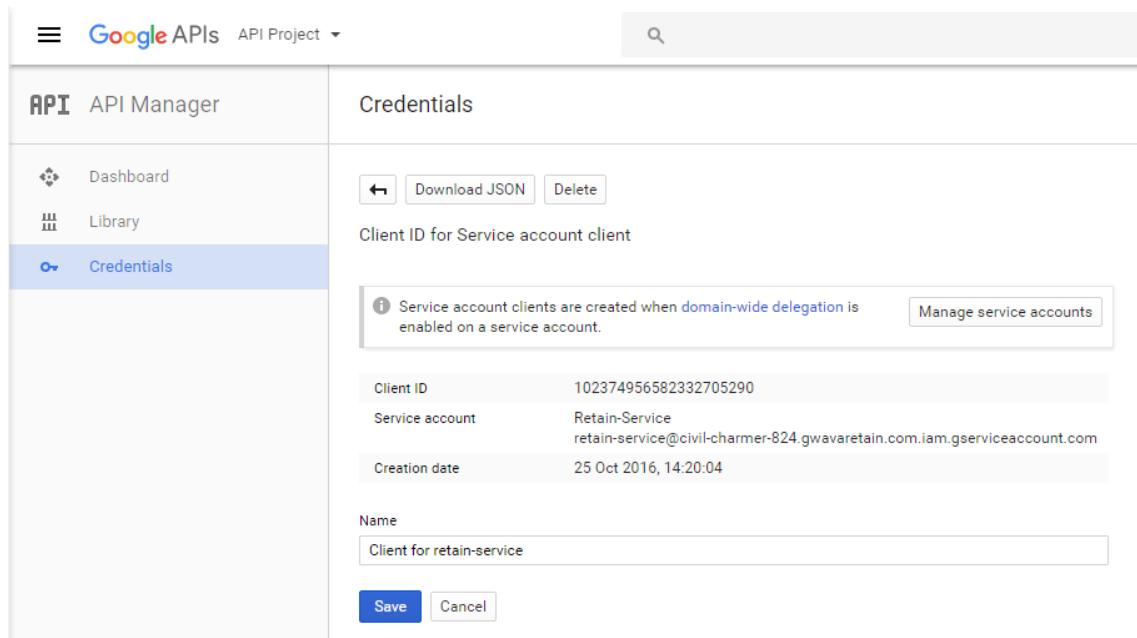 Google APIs API Project
API API Manager
Credentials
Dashboard
Library
Credentials
Download JSON Delete
Client ID for Service account client
Service account clients are created when domain-wide delegation is
enabled on a service account.
Manage service accounts
Client ID 102374956582332705290
Service account Retain-Service
retain-service@civil-charmer-824.gwavaretain.com.iam.gserviceaccount.com
Creation date 25 Oct 2016, 14:20:04
Name
Client for retain-service
Save Cancel